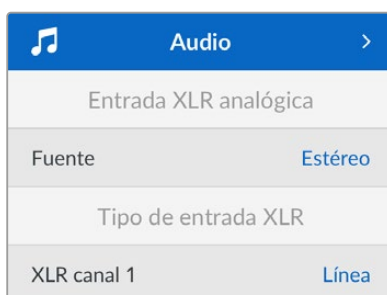 Audio
Entrada XLR analógica
Fuente Estéreo
Tipo de entrada XLR
XLR canal 1 Línea